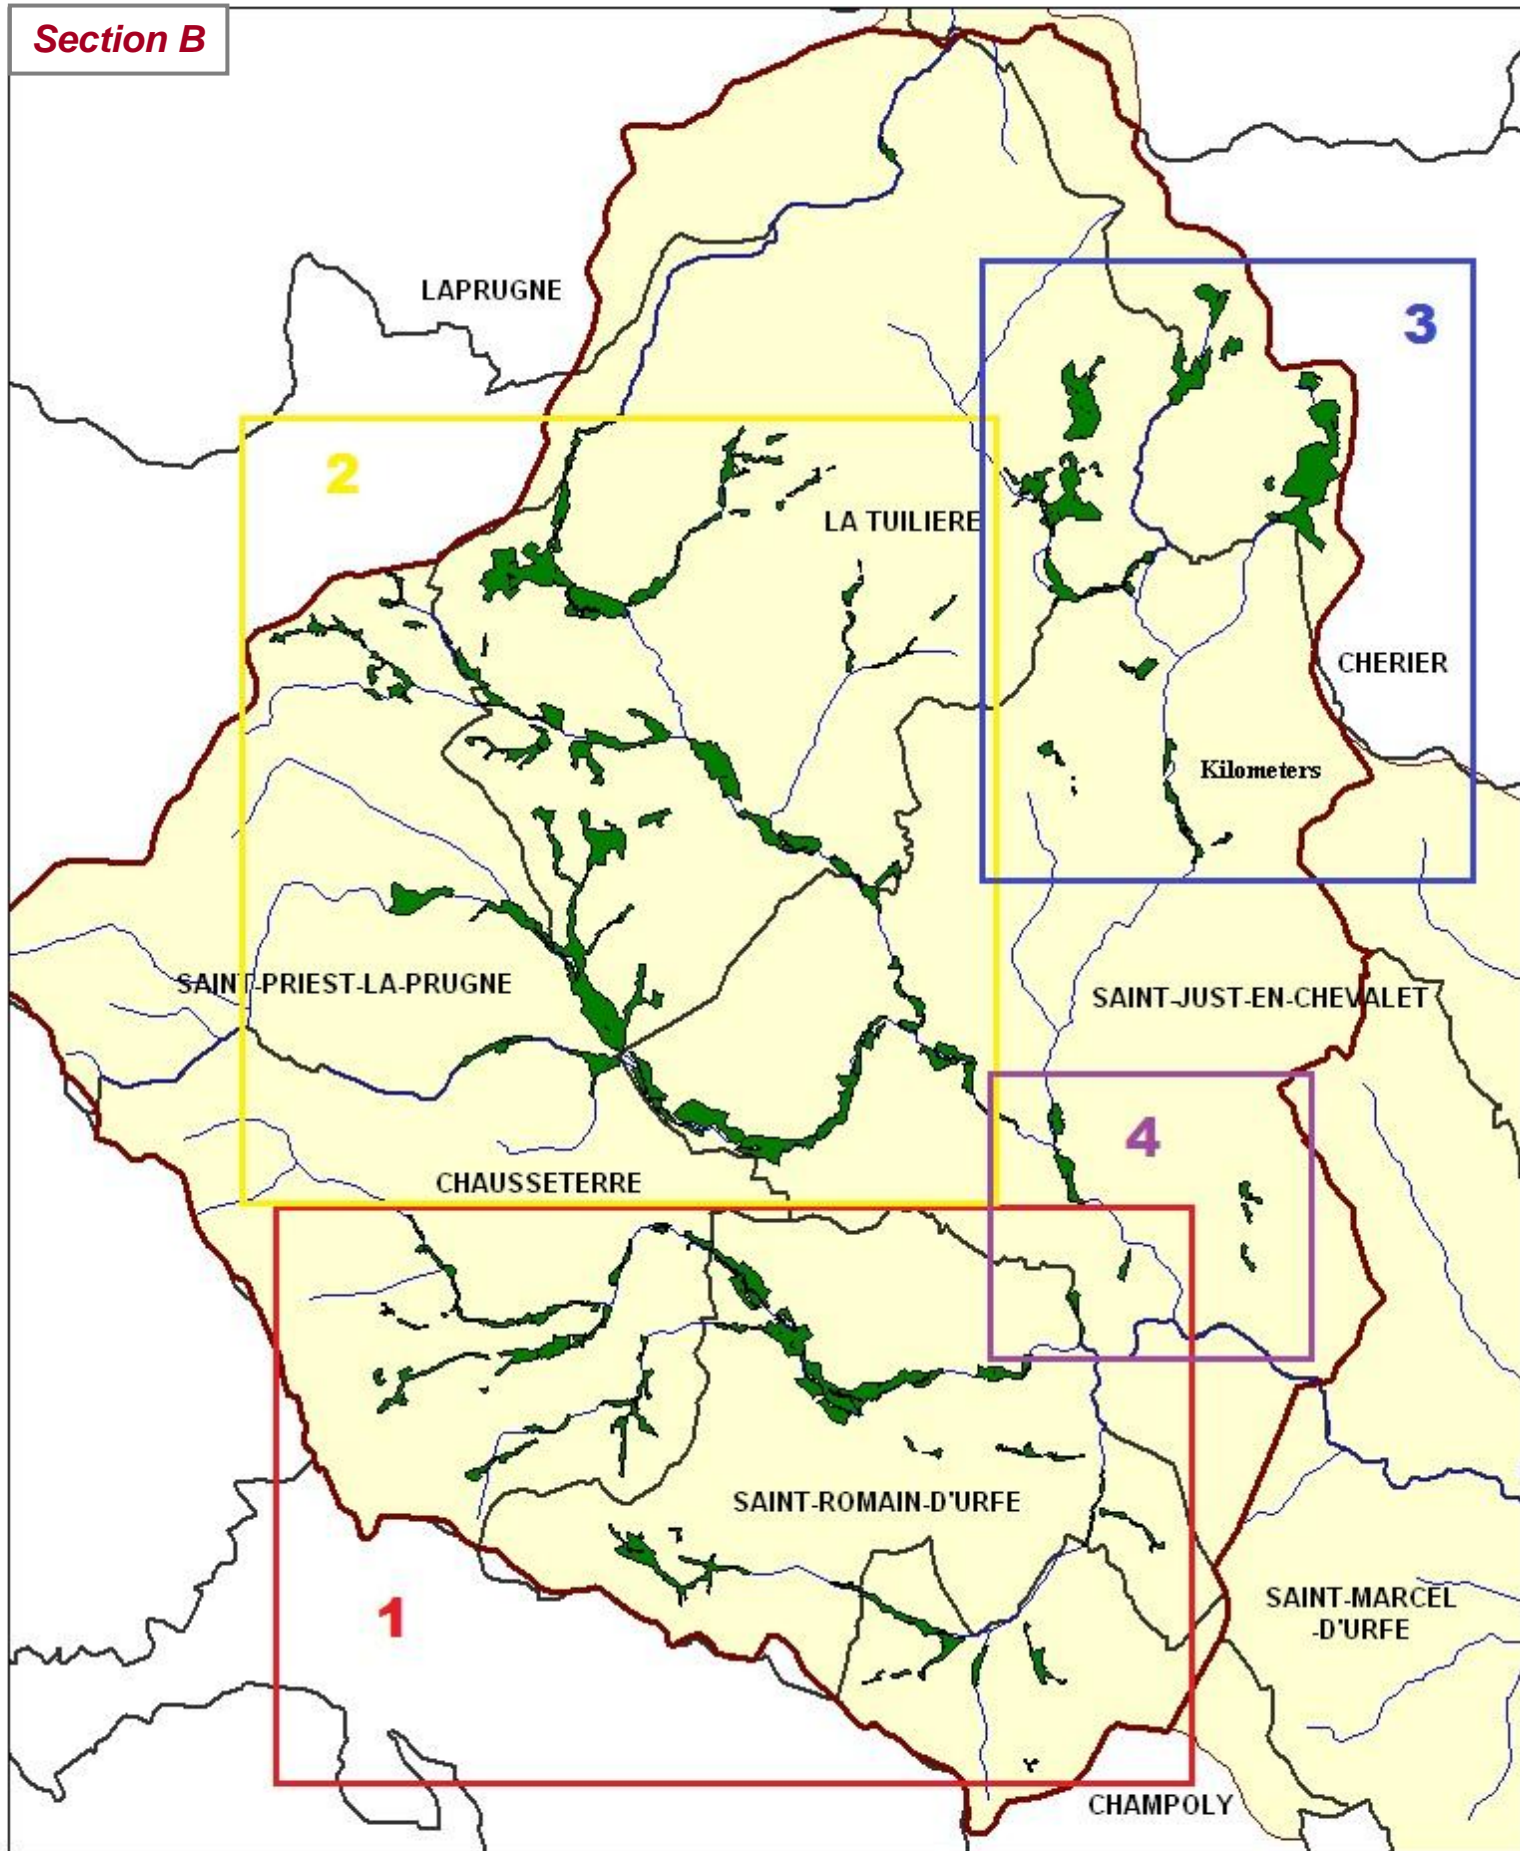 Section B
LAPRUGNE
3
2
LA TUILIERE
CHERIER
Kilometers
SAINT-PRIEST-LA-PRUGNE
SAINT-JUST-EN-CHEVALET
4
CHAUSSETERRE
SAINT-ROMAIN-D'URFE
1
SAINT-MARCEL
-D'URFE
CHAMPOLY